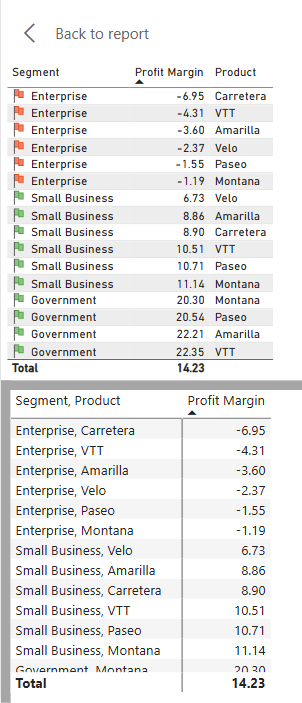 Back to report
Segment Profit Margin Product
Enterprise -6.95 Carretera
Enterprise -4.31 VTT
Enterprise -3.60 Amarilla
Enterprise -2.37 Velo
Enterprise -1.55 Paseo
Enterprise -1.19 Montana
Small Business 6.73 Velo
Small Business 8.86 Amarilla
Small Business 8.90 Carretera
Small Business 10.51 VTT
Small Business 10.71 Paseo
Small Business 11.14 Montana
Government 20.30 Montana
Government 20.54 Paseo
Government 22.21 Amarilla
Government 22.35 VTT
Total 14.23
Segment, Product Profit Margin
Enterprise, Carretera -6.95
Enterprise, VTT -4.31
Enterprise, Amarilla -3.60
Enterprise, Velo -2.37
Enterprise, Paseo -1.55
Enterprise, Montana -1.19
Small Business, Velo 6.73
Small Business, Amarilla 8.86
Small Business, Carretera 8.90
Small Business, VTT 10.51
Small Business, Paseo 10.71
Small Business, Montana 11.14
Government, Montana 20.30
Total 14.23